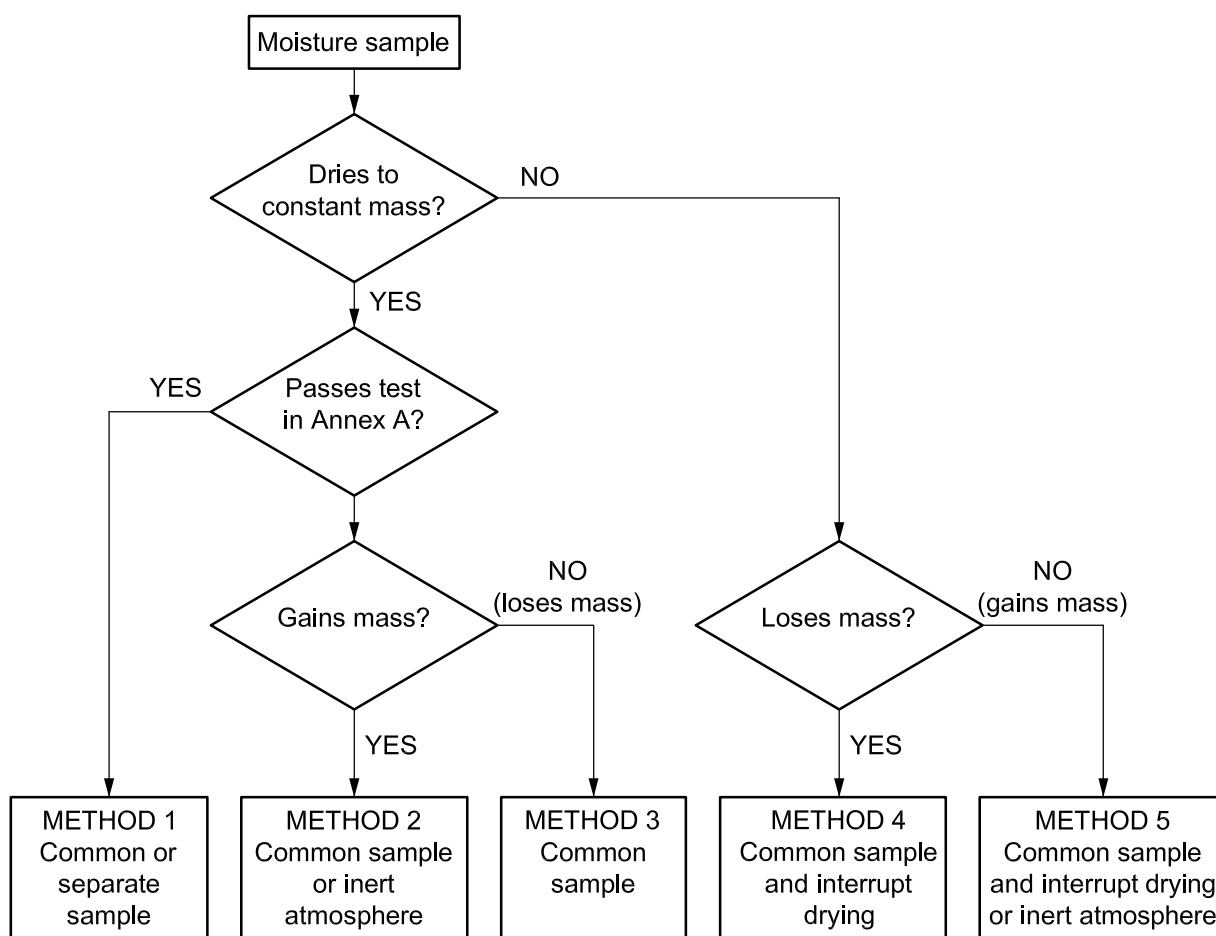 Moisture sample
Dries to
constant mass?
NO
YES
Passes test
in Annex A?
YES
Gains mass?
NO
(loses mass)
Loses mass?
NO
(gains mass)
YES
YES
METHOD 1
Common or
separate
sample
METHOD 2
Common sample
or inert
atmosphere
METHOD 3
Common
sample
METHOD 4
Common sample
and interrupt
drying
METHOD 5
Common sample
and interrupt drying
or inert atmosphere